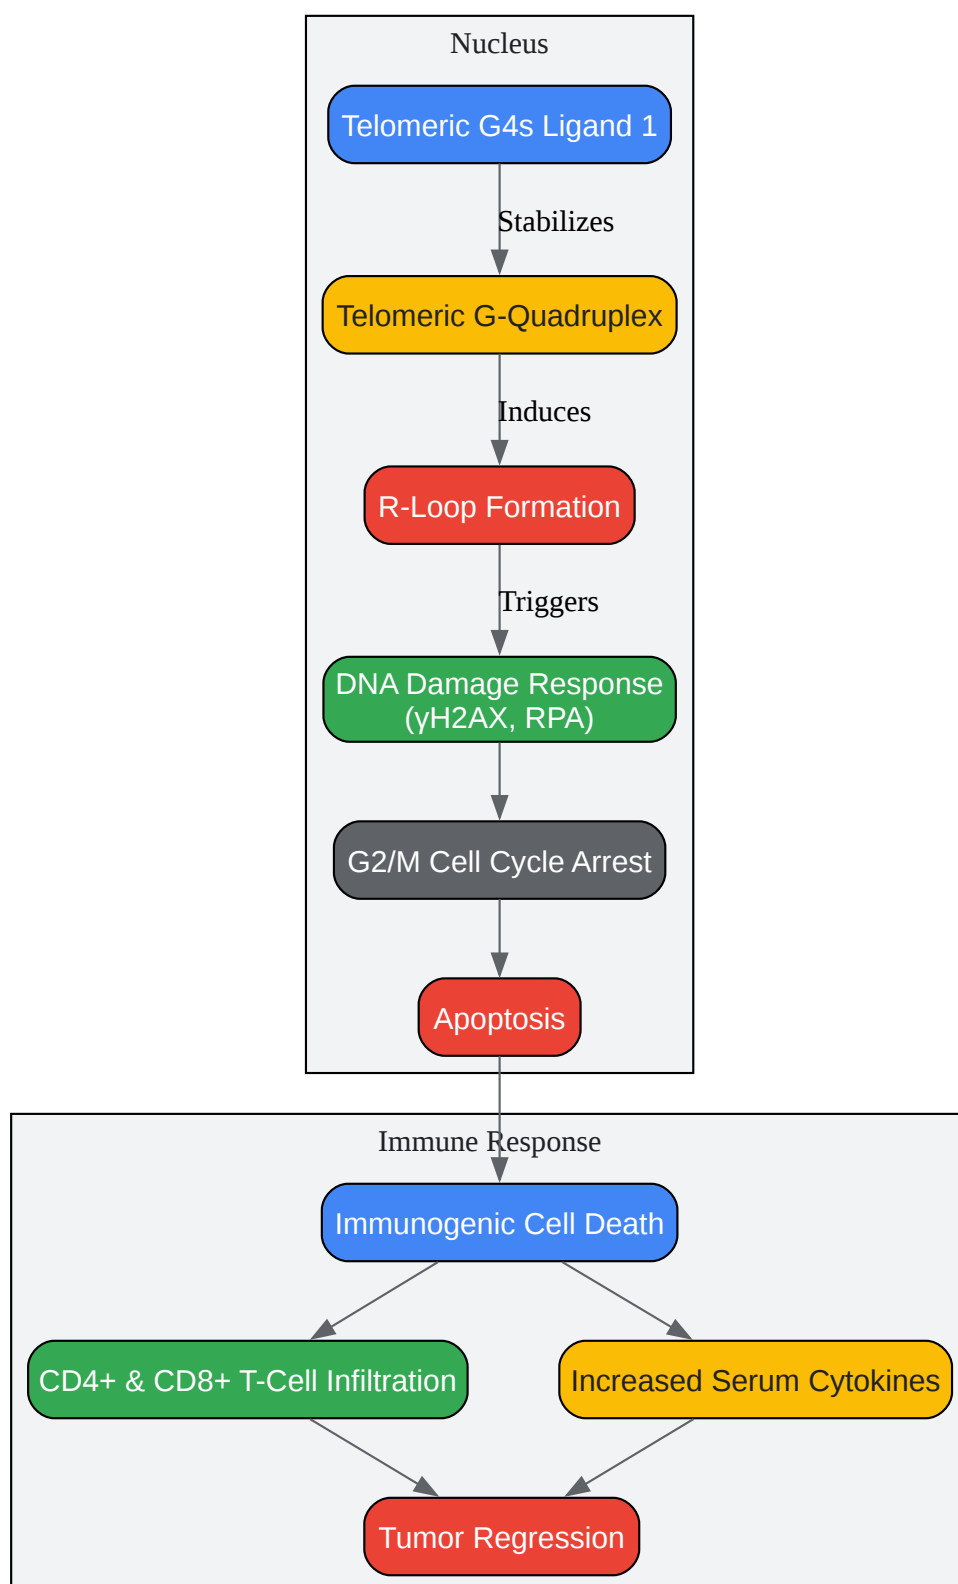 Nucleus
Telomeric G4s Ligand 1
Stabilizes
Telomeric G-Quadruplex
Induces
R-Loop Formation
Triggers
DNA Damage Response
(γH2AX, RPA)
G2/M Cell Cycle Arrest
Apoptosis
Immune Response
Immunogenic Cell Death
CD4+ & CD8+ T-Cell Infiltration
Increased Serum Cytokines
Tumor Regression